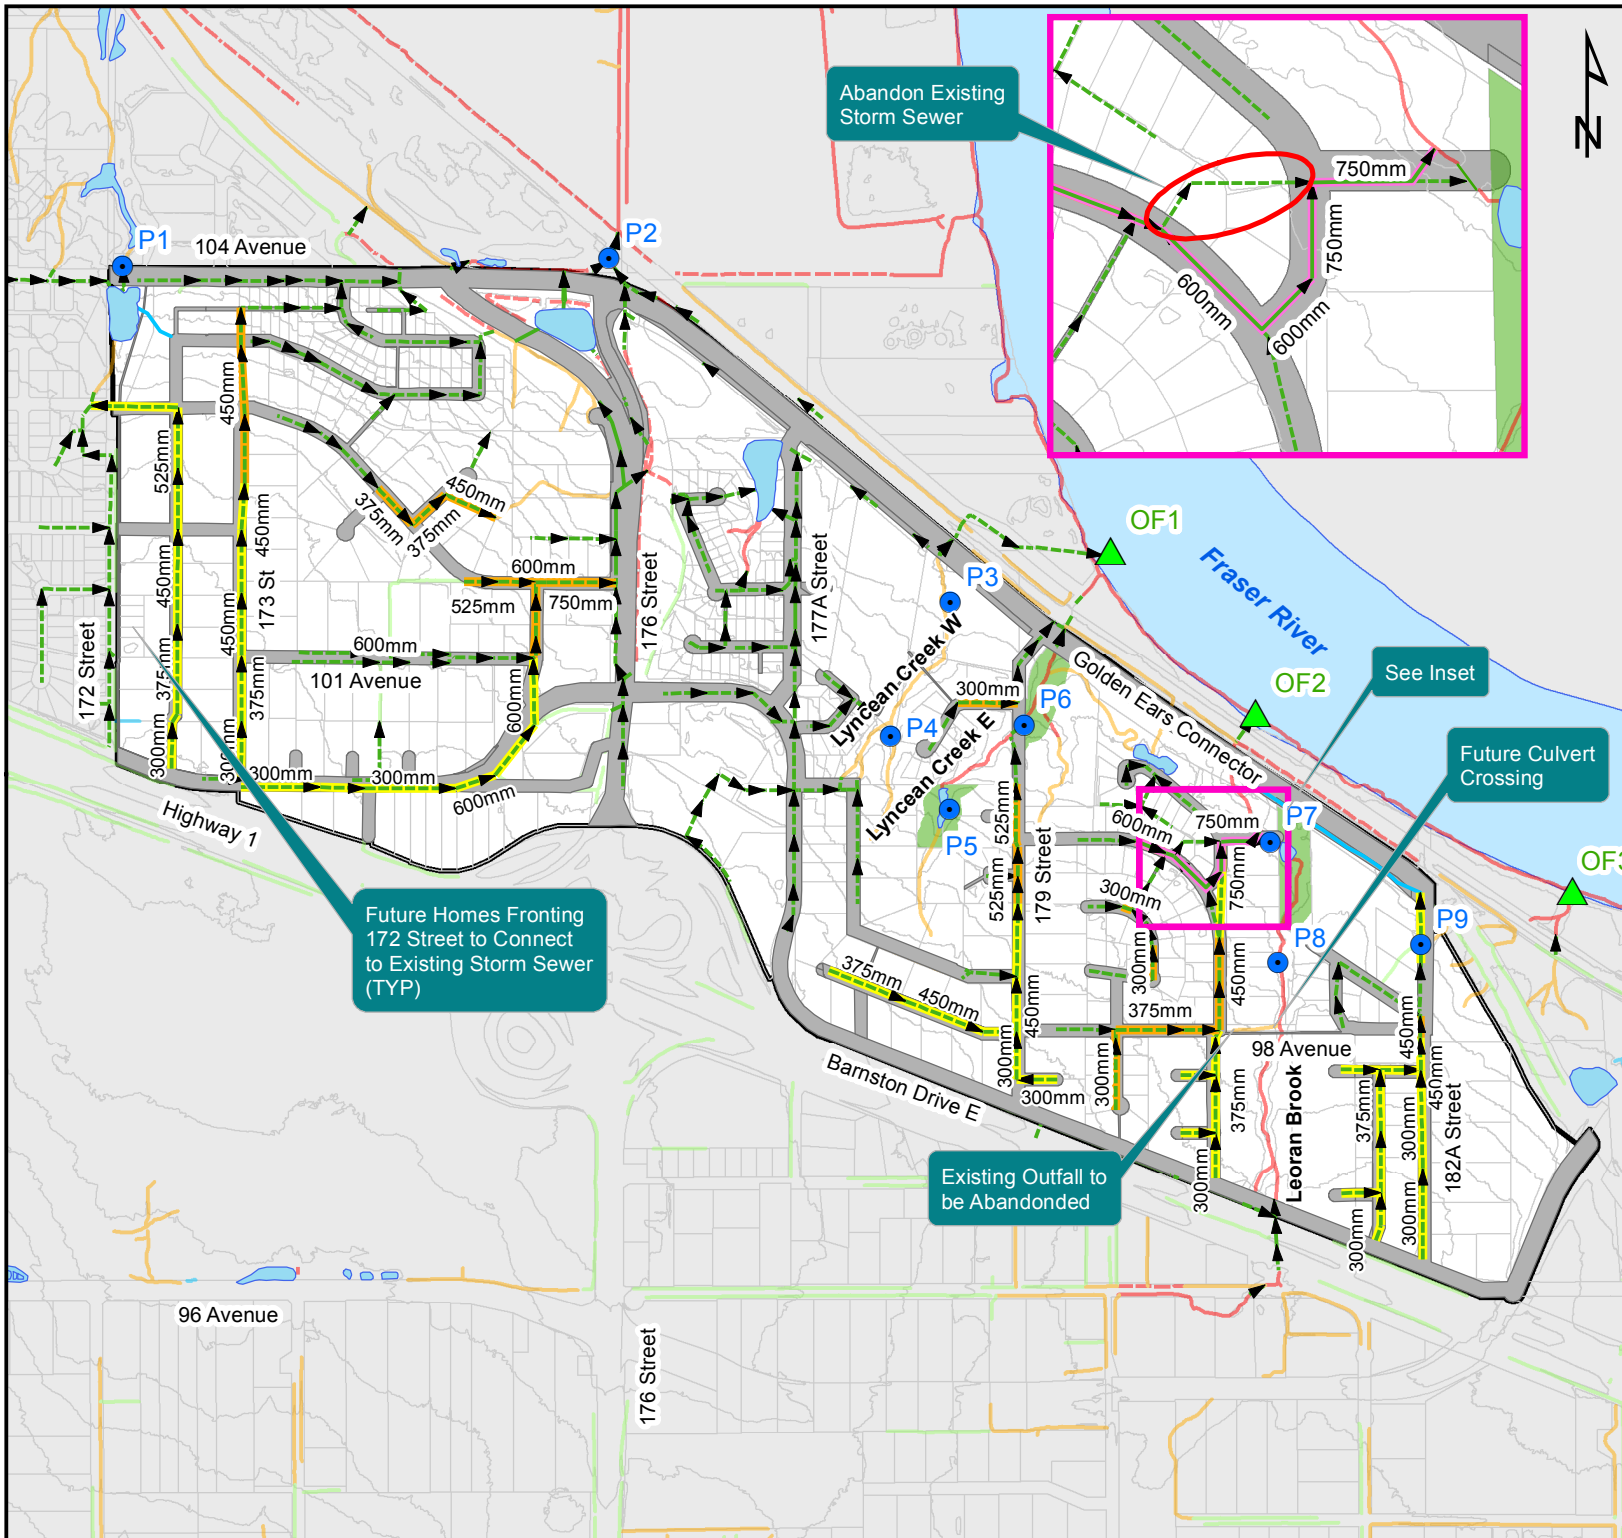 Abandon Existing
Storm Sewer
750mm
750mm
600mm
600mm
N
P1
104 Avenue
P2
OF1
Fraser River
OF2
See Inset
Future Culvert
Crossing
OF3
450mm
525mm
450mm
375mm
375mm
450mm
450mm
173 St
600mm
750mm
525mm
176 Street
177A Street
P3
Lyncean Creek W
Golden Ears Connector
172 Street
375mm
450mm
375mm
600mm
101 Avenue
600mm
300mm
P4
P6
Lyncean Creek E
P5
300mm
300mm
300mm
600mm
Highway 1
525mm
525mm
179 Street
600mm
750mm
P7
750mm
300mm
300mm
P8
P9
Future Homes Fronting
172 Street to Connect
to Existing Storm Sewer
(TYP)
375mm
450mm
450mm
450mm
375mm
98 Avenue
450mm
450mm
Barnston Drive E
300mm
300mm
300mm
375mm
375mm
300mm
182A Street
Leoran Brook
Existing Outfall to
be Abandonded
300mm
300mm
300mm
96 Avenue
176 Street